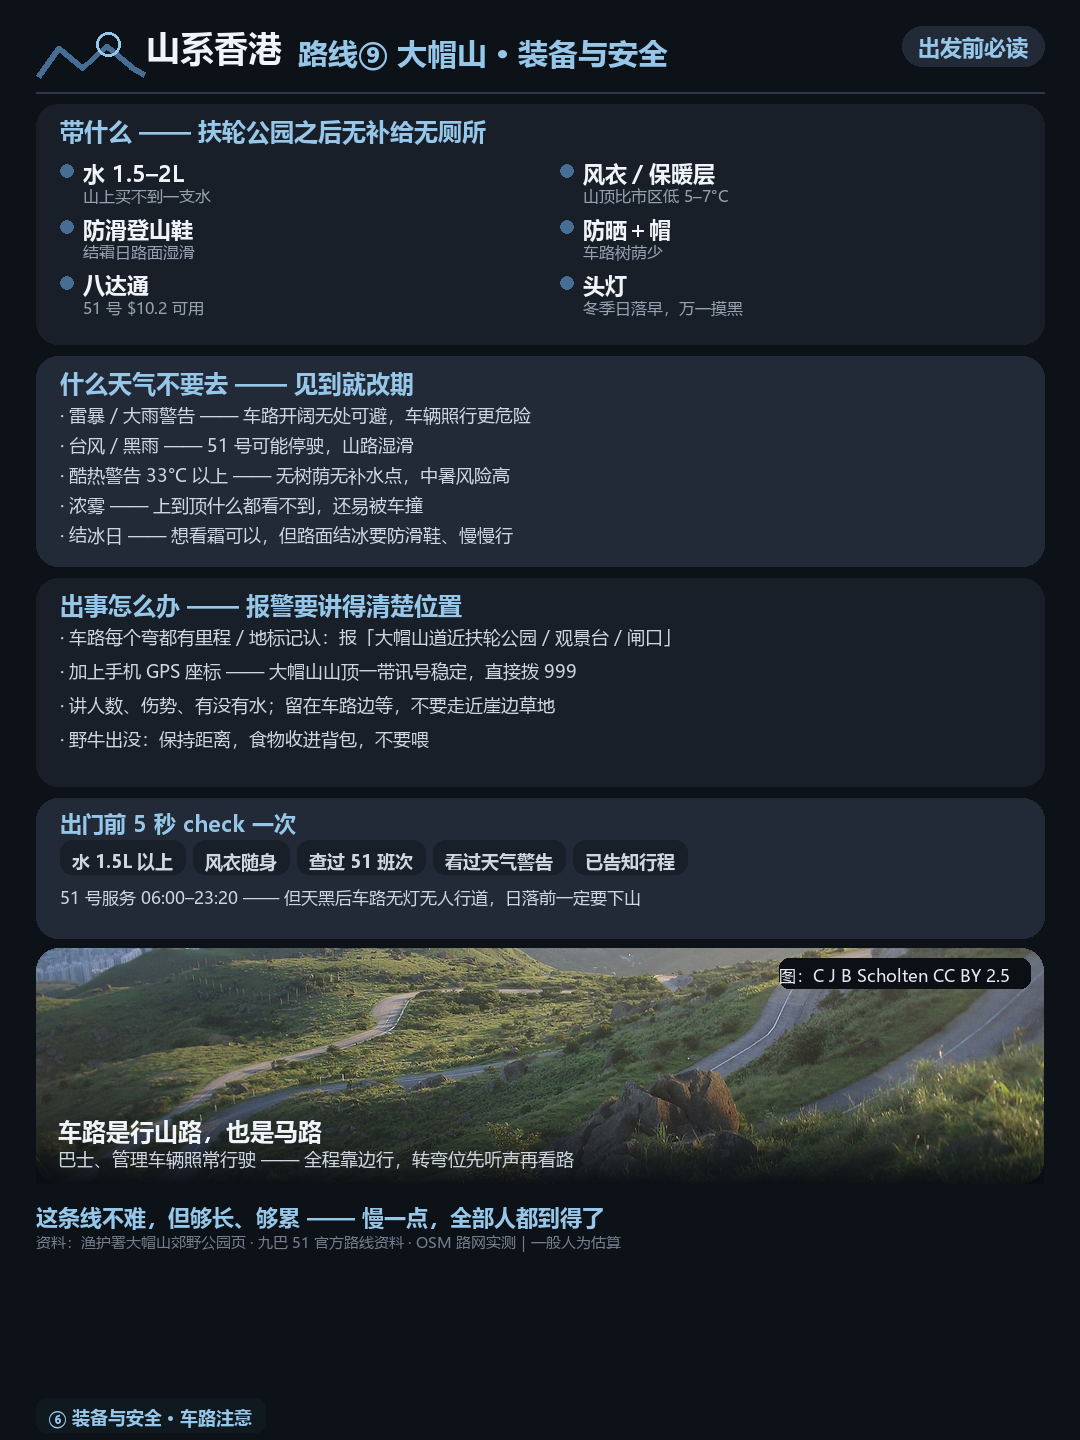 山系香港 路线⑨ 大帽山 • 装备与安全
出发前必读
带什么 —— 扶轮公园之后无补给无厕所
水 1.5–2L
山上买不到一支水
风衣 / 保暖层
山顶比市区低 5–7°C
防滑登山鞋
结霜日路面湿滑
防晒＋帽
车路树荫少
八达通
51 号 $10.2 可用
头灯
冬季日落早，万一摸黑
什么天气不要去 —— 见到就改期
· 雷暴 / 大雨警告 —— 车路开阔无处可避，车辆照行更危险
· 台风 / 黑雨 —— 51 号可能停驶，山路湿滑
· 酷热警告 33°C 以上 —— 无树荫无补水点，中暑风险高
· 浓雾 —— 上到顶什么都看不到，还易被车撞
· 结冰日 —— 想看霜可以，但路面结冰要防滑鞋、慢慢行
出事怎么办 —— 报警要讲得清楚位置
· 车路每个弯都有里程 / 地标记认：报「大帽山道近扶轮公园 / 观景台 / 闸口」
· 加上手机 GPS 座标 —— 大帽山山顶一带讯号稳定，直接拨 999
· 讲人数、伤势、有没有水；留在车路边等，不要走近崖边草地
· 野牛出没：保持距离，食物收进背包，不要喂
出门前 5 秒 check 一次
水 1.5L 以上
风衣随身
查过 51 班次
看过天气警告
已告知行程
51 号服务 06:00–23:20 —— 但天黑后车路无灯无人行道，日落前一定要下山
图：C J B Scholten CC BY 2.5
车路是行山路，也是马路
巴士、管理车辆照常行驶 —— 全程靠边行，转弯位先听声再看路
这条线不难，但够长、够累 —— 慢一点，全部人都到得了
资料：渔护署大帽山郊野公园页 · 九巴 51 官方路线资料 · OSM 路网实测 | 一般人为估算
⑥ 装备与安全 • 车路注意